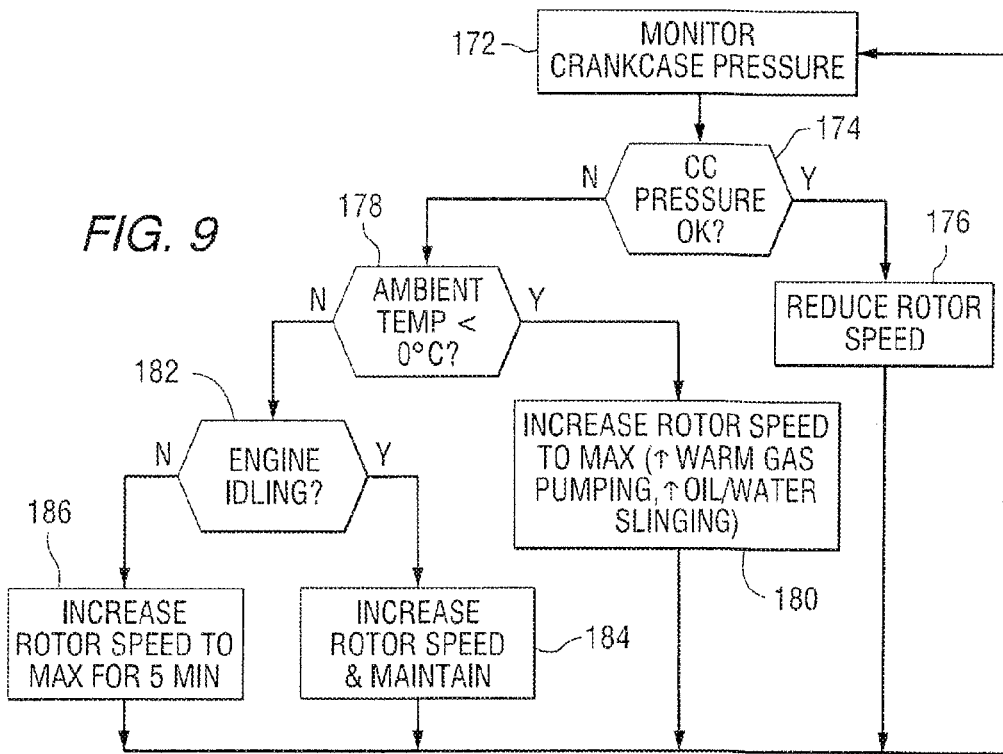 172
MONITOR
CRANKCASE PRESSURE
174
N
CC
PRESSURE
OK?
Y
FIG. 9
178
176
N
AMBIENT
TEMP <
0°C?
Y
REDUCE ROTOR
SPEED
182
N
ENGINE
IDLING?
Y
INCREASE ROTOR SPEED
TO MAX (↑ WARM GAS
PUMPING, ↑ OIL/WATER
SLINGING)
180
186
INCREASE
ROTOR SPEED TO
MAX FOR 5 MIN
INCREASE
ROTOR SPEED
& MAINTAIN
184